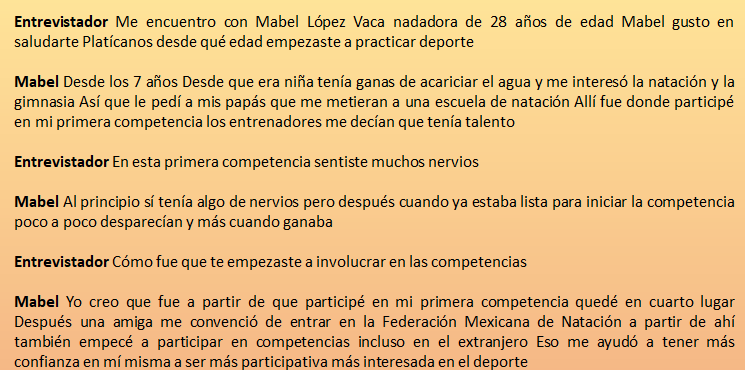 Entrevistador Me encuentro con Mabel López Vaca nadadora de 28 años de edad Mabel gusto en
saludarte Platícanos desde qué edad empezaste a practicar deporte
Mabel Desde los 7 años Desde que era niña tenía ganas de acariciar el agua y me interesó la natación y la
gimnasia Así que le pedí a mis papás que me metieran a una escuela de natación Allí fue donde participé
en mi primera competencia los entrenadores me decían que tenía talento
Entrevistador En esta primera competencia sentiste muchos nervios
Mabel Al principio sí tenía algo de nervios pero después cuando ya estaba lista para iniciar la competencia
poco a poco desparecían y más cuando ganaba
Entrevistador Cómo fue que te empezaste a involucrar en las competencias
Mabel Yo creo que fue a partir de que participé en mi primera competencia quedé en cuarto lugar
Después una amiga me convenció de entrar en la Federación Mexicana de Natación a partir de ahí
también empecé a participar en competencias incluso en el extranjero Eso me ayudó a tener más
confianza en mí misma a ser más participativa más interesada en el deporte